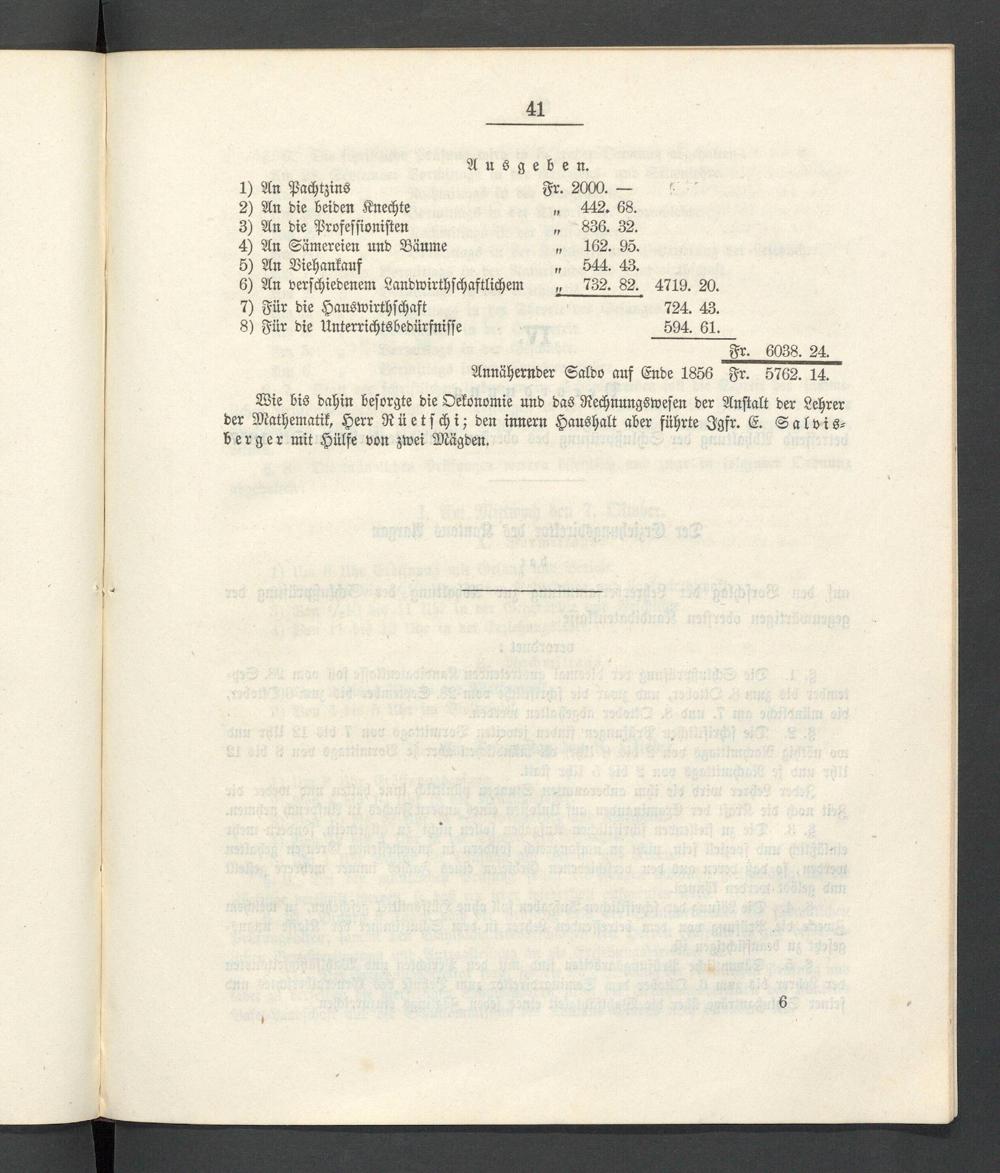 41
Ausgeben.
1) An Pachtzins Fr. 2000. —
2) An die beiden Knechte „ 442. 68.
3) An die Professionisten „ 836. 32.
4) An Sämereien und Bäume „ 162. 95.
5) An Viehankauf „ 544. 43.
6) An verschiedenem Landwirthschaftlichem „ 732. 82. 4719. 20.
7) Für die Hauswirthschaft 724. 43.
8) Für die Unterrichtsbedürfnisse 594. 61.
Fr. 6038. 24.
Annähernder Saldo auf Ende 1856 Fr. 5762. 14.
Wie bis dahin besorgte die Oekonomie und das Rechnungswesen der Anstalt der Lehrer
der Mathematik, Herr Rüetschi; den innern Haushalt aber führte Jgfr. E. Salvis-
berger mit Hülfe von zwei Mägden.
6